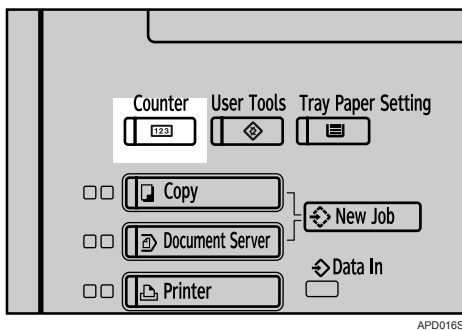 Counter User Tools Tray Paper Setting
123
Copy
New Job
Document Server
Data In
Printer
APD016S